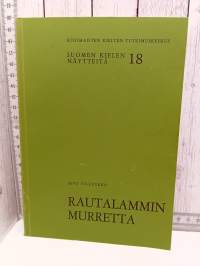 KOTIMAISTEN KIELTEN TUTKIMUSKESKUS
SUOMEN KIELEN
NÄYTTEITÄ 18
RAUTALAMMIN
MURRETTA